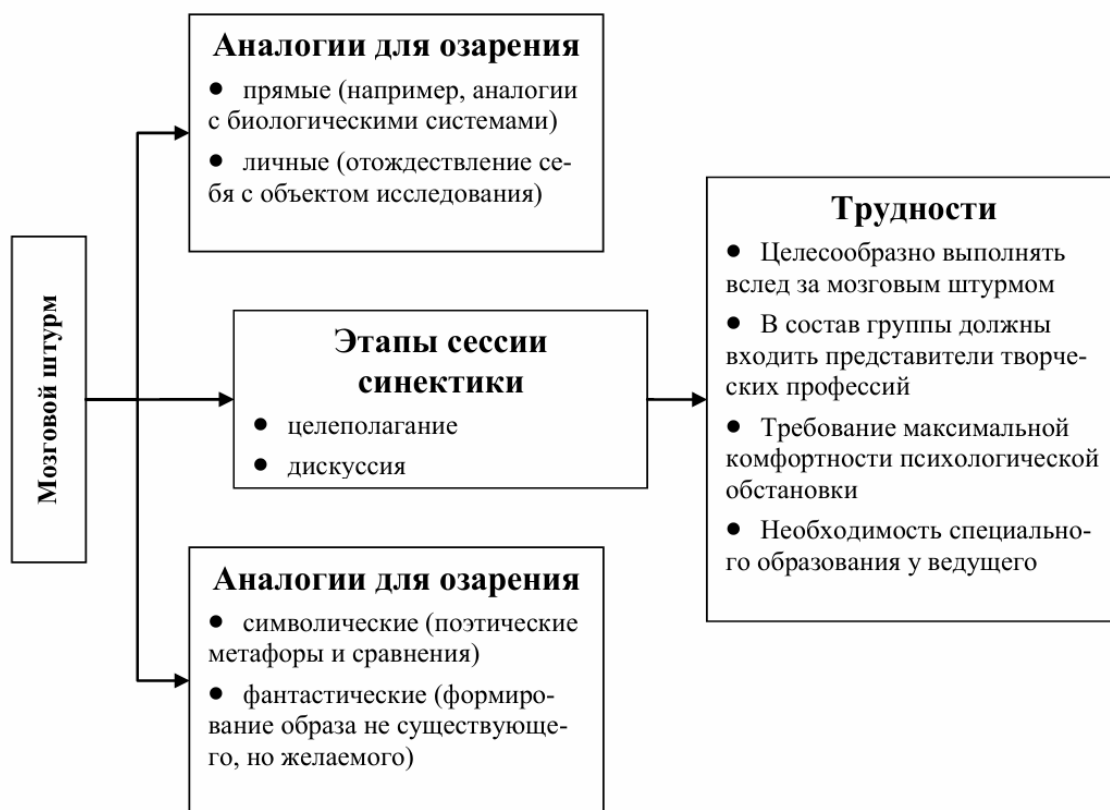 Мозговой штурм
Аналогии для озарения
● прямые (например, аналогии
с биологическими системами)
● личные (отождествление се-
бя с объектом исследования)
Этапы сессии
синектики
● целеполагание
● дискуссия
Аналогии для озарения
● символические (поэтические
метафоры и сравнения)
● фантастические (формиро-
вание образа не существующе-
го, но желаемого)
Трудности
● Целесообразно выполнять
вслед за мозговым штурмом
● В состав группы должны
входить представители творче-
ских профессий
● Требование максимальной
комфортности психологической
обстановки
● Необходимость специально-
го образования у ведущего